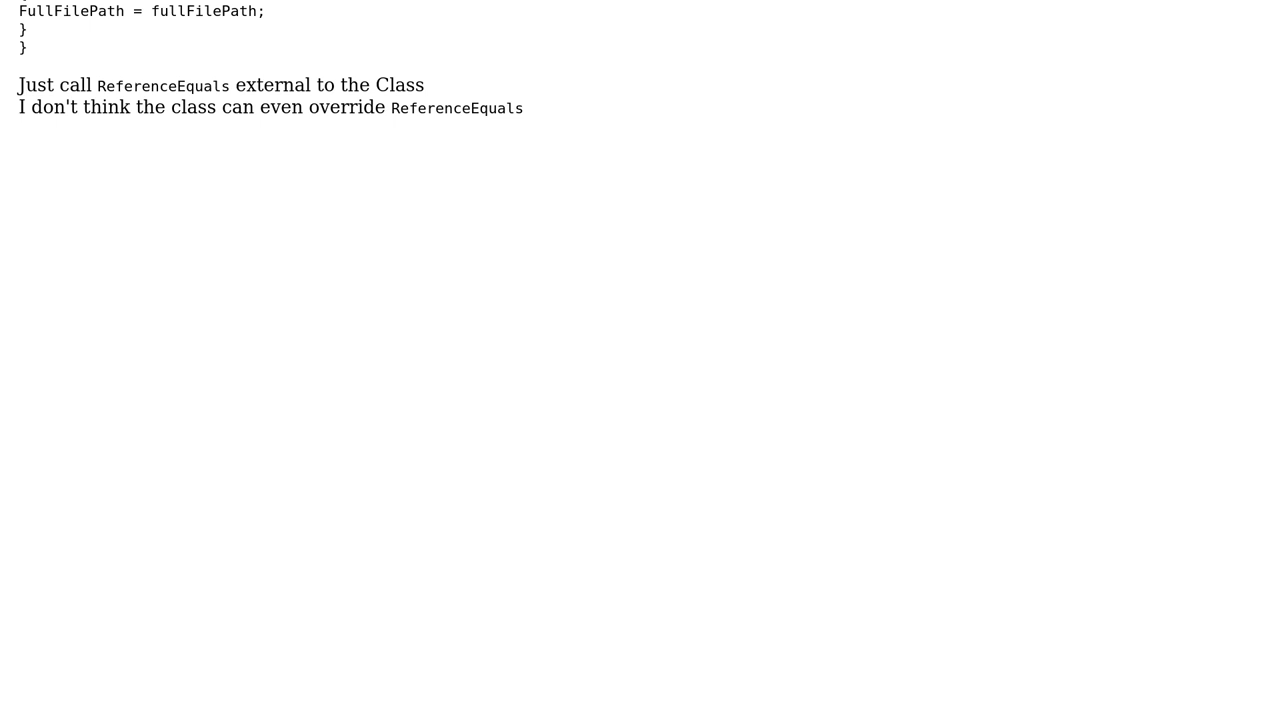 FullFilePath = fullFilePath;
}
}
Just call ReferenceEquals external to the Class
I don't think the class can even override ReferenceEquals